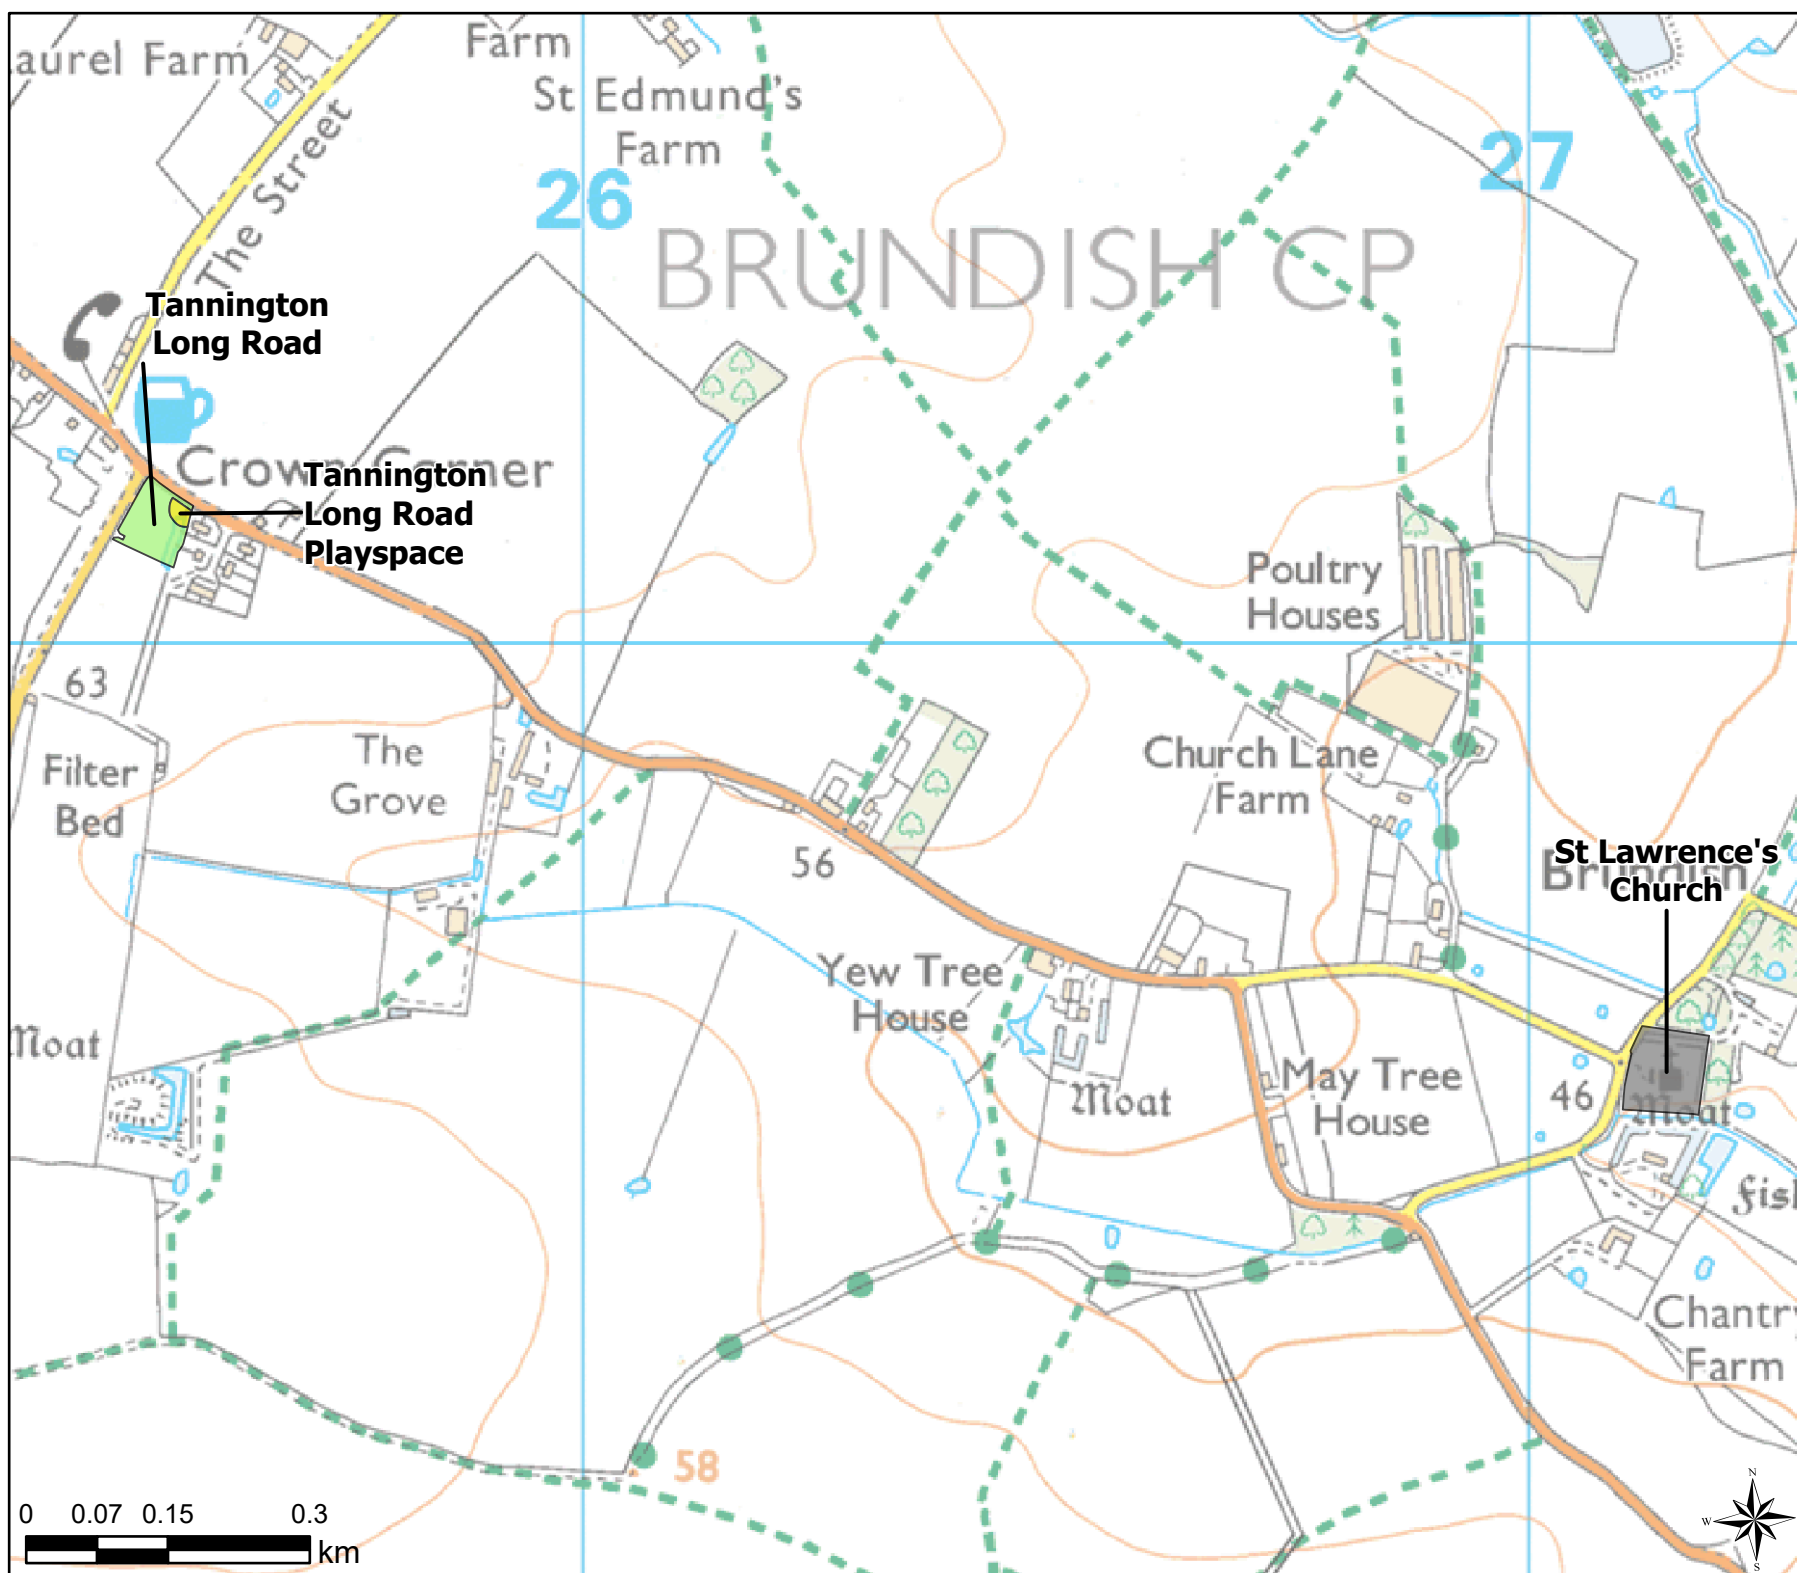 aurel Farm
Farm
St Edmund's
Farm
The Street
26
27
BRUNDISH CP
Tannington
Long Road
Crown Corner
Tannington
Long Road
Playspace
Poultry
Houses
63
Filter
Bed
The
Grove
Church Lane
Farm
56
St Lawrence's
Church
Brundish
Yew Tree
House
Moat
Moat
May Tree
House
46
Moat
Fish
Chantry
Farm
58
0 0.07 0.15 0.3
km
N
W
S